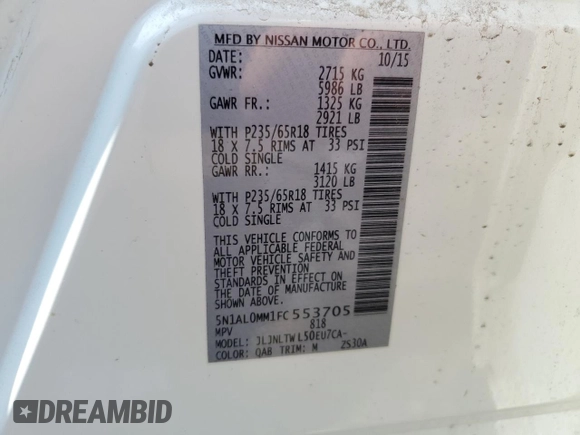 MFD BY NISSAN MOTOR CO., LTD.
DATE: 10/15
GVWR: 2715 KG
5986 LB
GAWR FR.: 1325 KG
2921 LB
WITH P235/65R18 TIRES
18 X 7.5 RIMS AT 33 PSI
COLD SINGLE
GAWR RR.: 1415 KG
3120 LB
WITH P235/65R18 TIRES
18 X 7.5 RIMS AT 33 PSI
COLD SINGLE
THIS VEHICLE CONFORMS TO
ALL APPLICABLE FEDERAL
MOTOR VEHICLE SAFETY AND
THEFT PREVENTION
STANDARDS IN EFFECT ON
THE DATE OF MANUFACTURE
SHOWN ABOVE.
5N1AL0MM1FC553705
MPV 818
MODEL: JLJNLTWL50EU7CA-
COLOR: QAB TRIM: M 2530A
DREAMBID